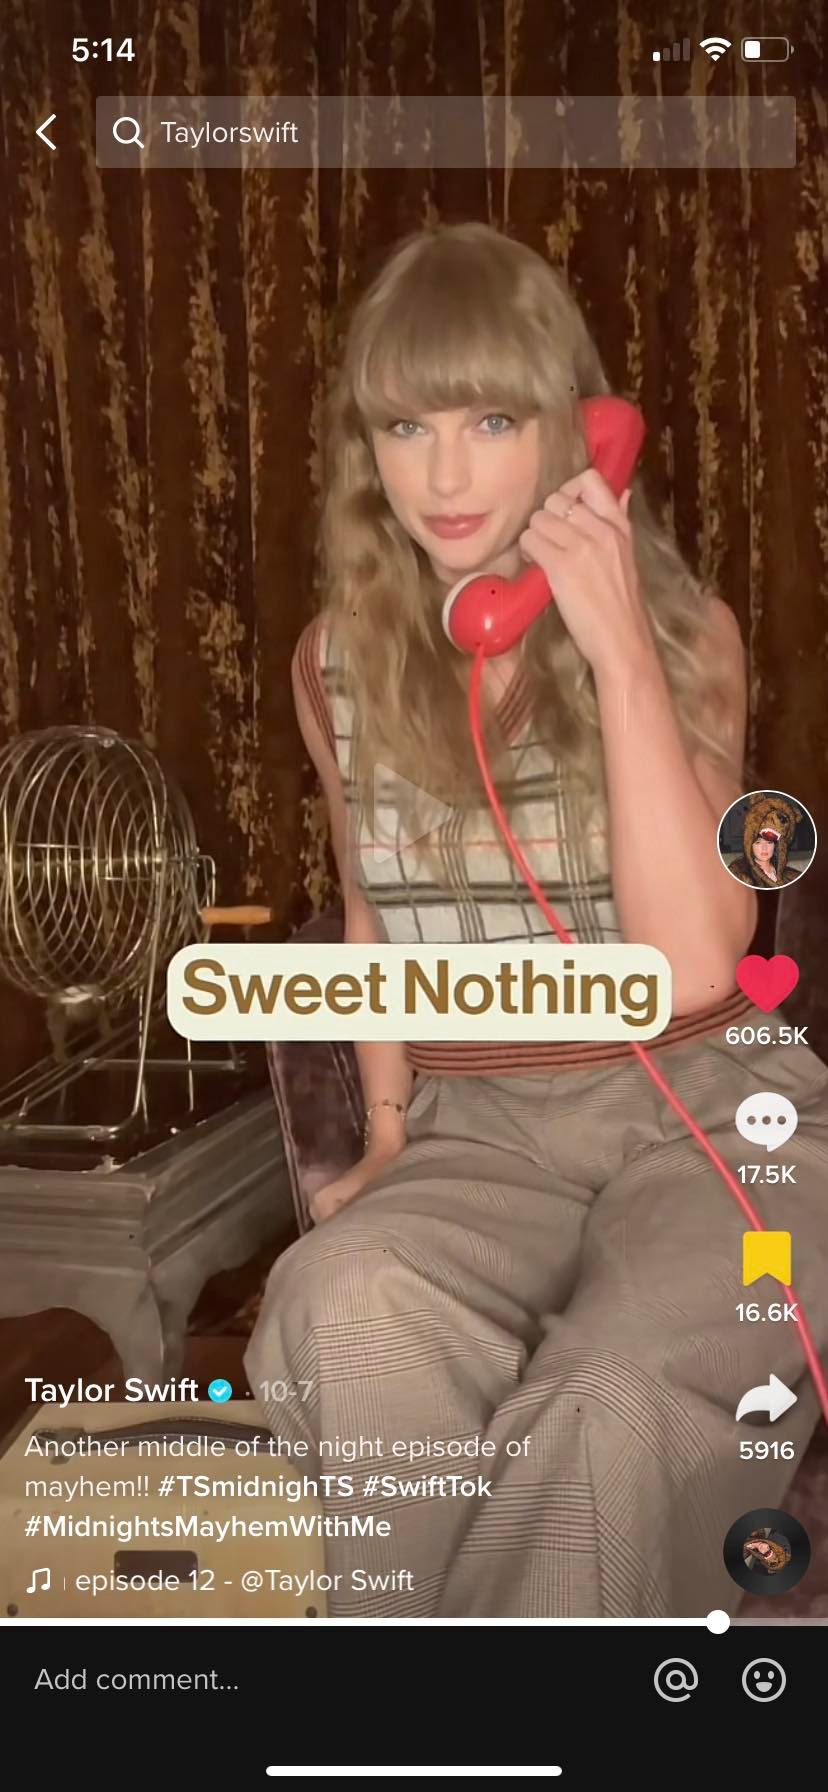 5:14
Taylorswift
Sweet Nothing
606.5K
17.5K
16.6K
Taylor Swift · 10-7
5916
Another middle of the night episode of
mayhem!! #TSmidnighTS #SwiftTok
#MidnightsMayhemWithMe
episode 12 - @Taylor Swift
Add comment...